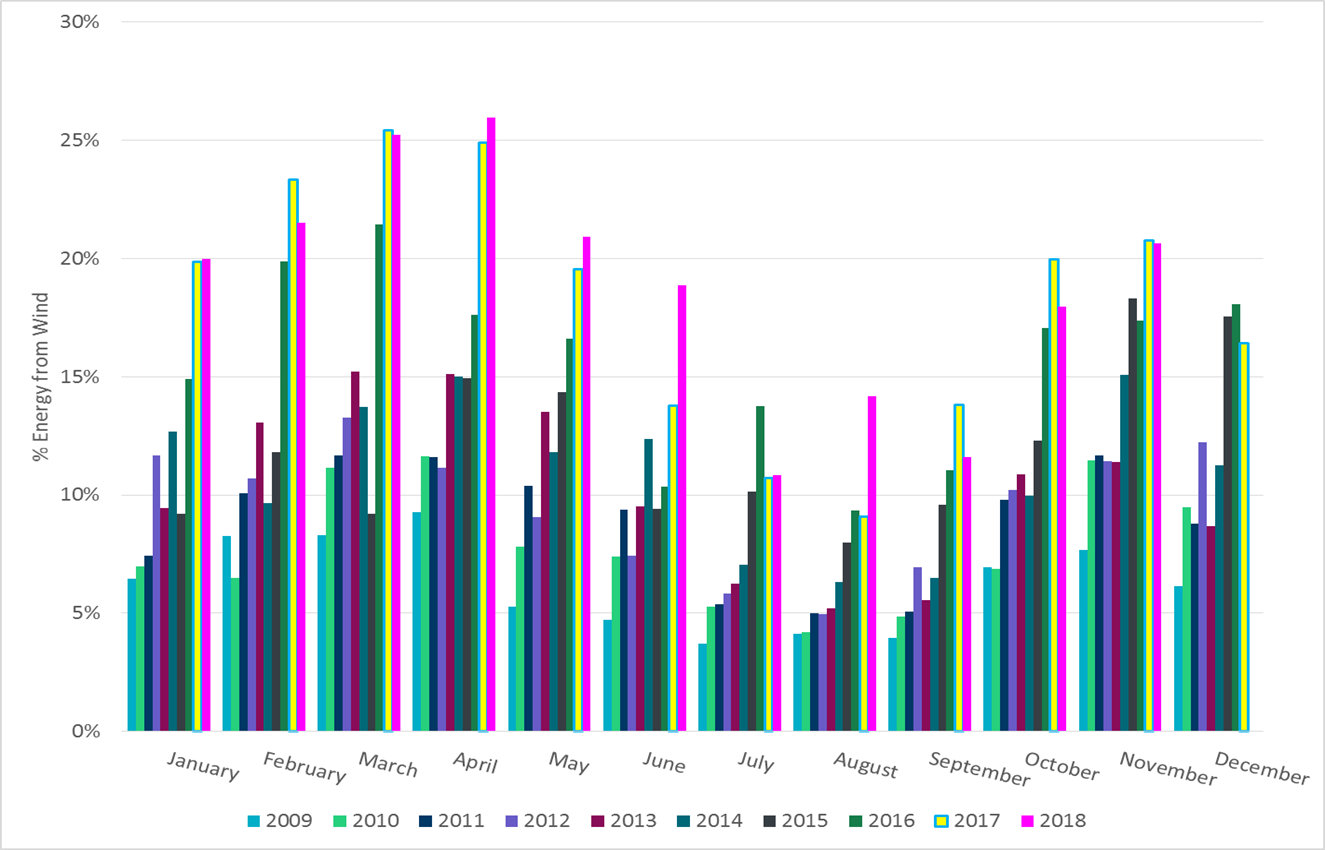 30%
25%
20%
15%
10%
5%
0%
% Energy from Wind
January February March April May June July August September October November December
2009 2010 2011 2012 2013 2014 2015 2016 2017 2018